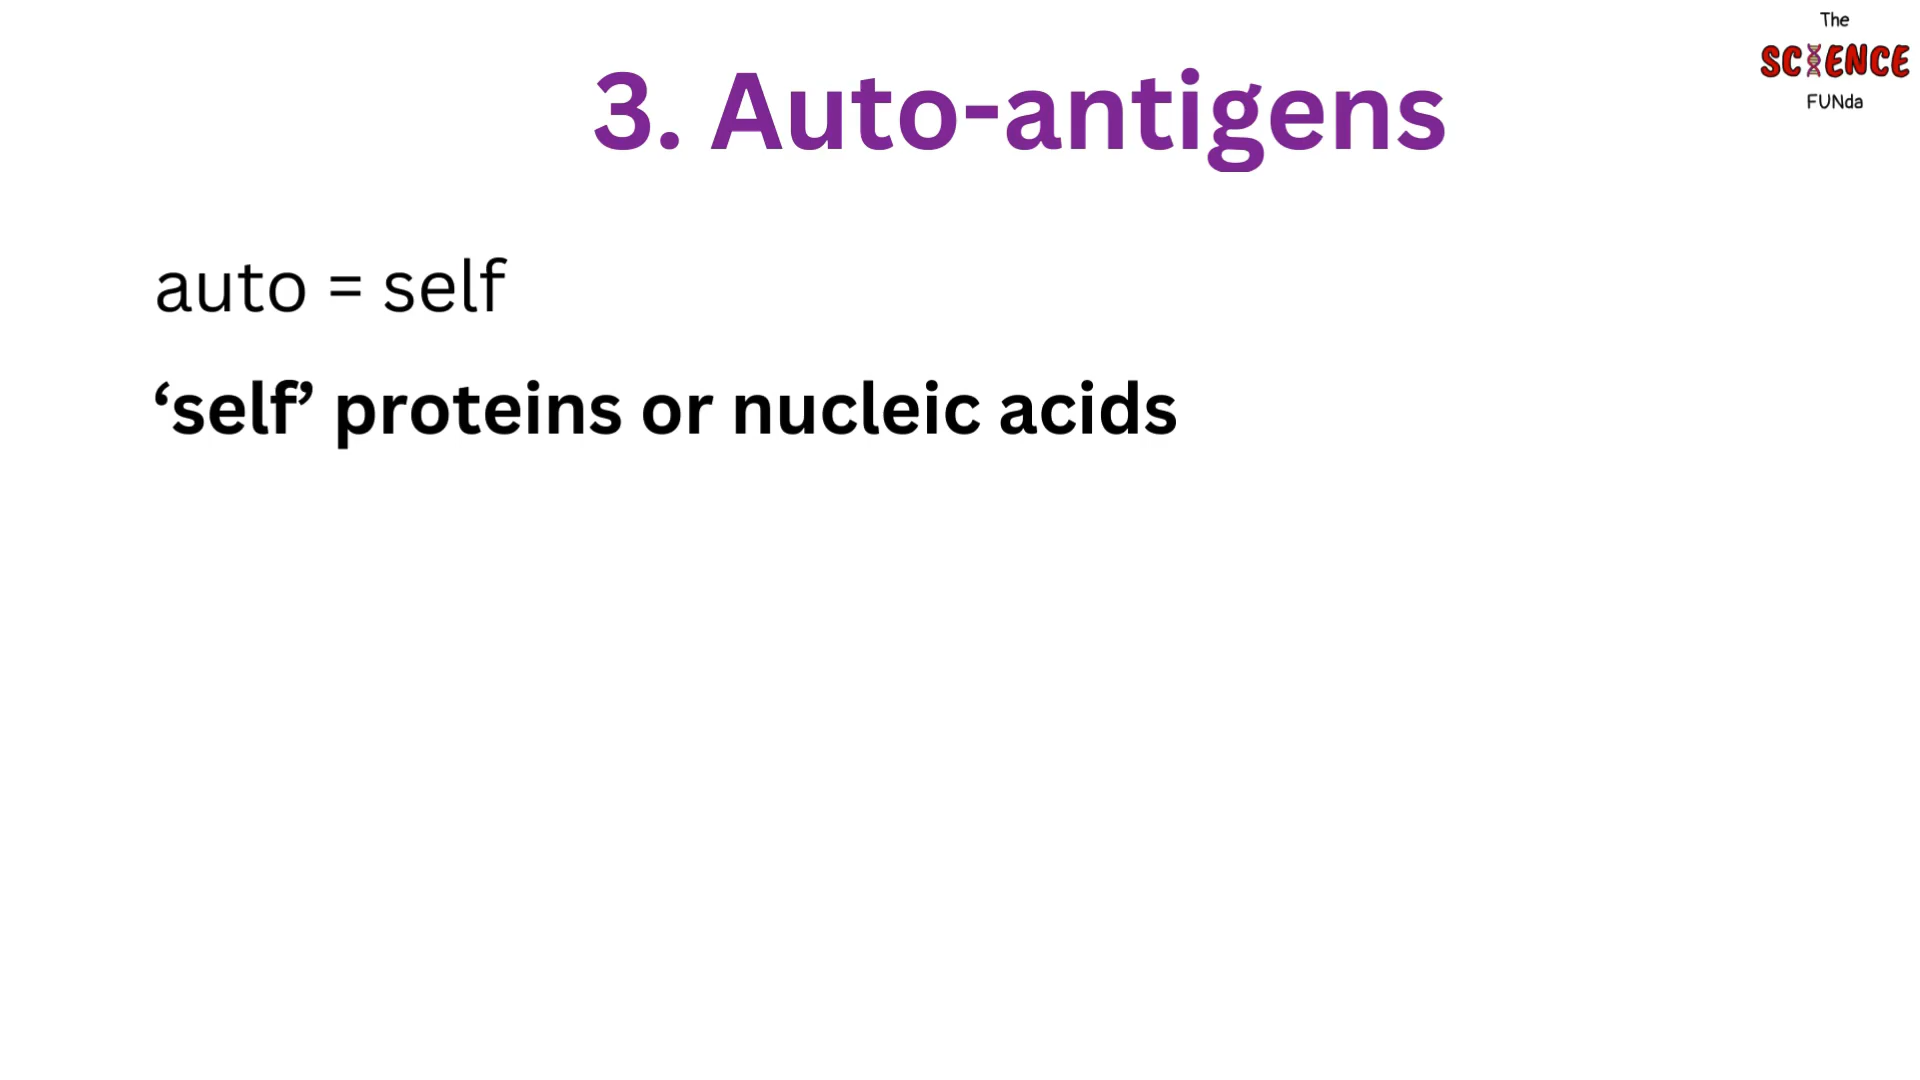 The
SCIENCE
FUNda
3. Auto-antigens
auto = self
‘self’ proteins or nucleic acids